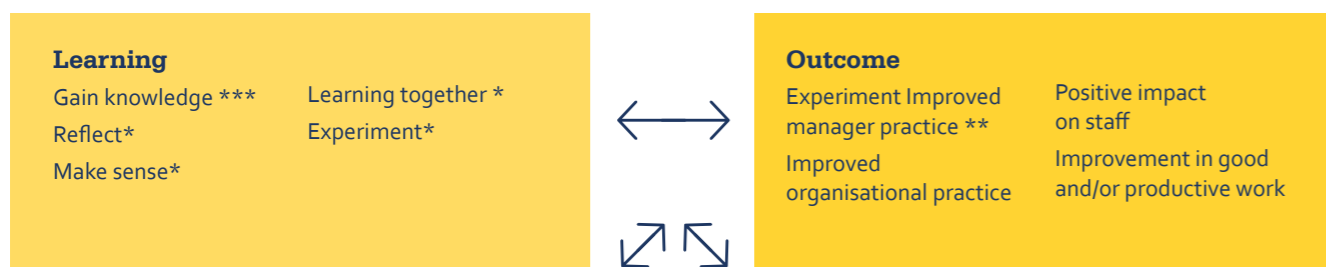 Learning
Gain knowledge ***
Reflect*
Make sense*
Learning together *
Experiment*
Outcome
Experiment Improved
manager practice **
Improved
organisational practice
Positive impact
on staff
Improvement in good
and/or productive work